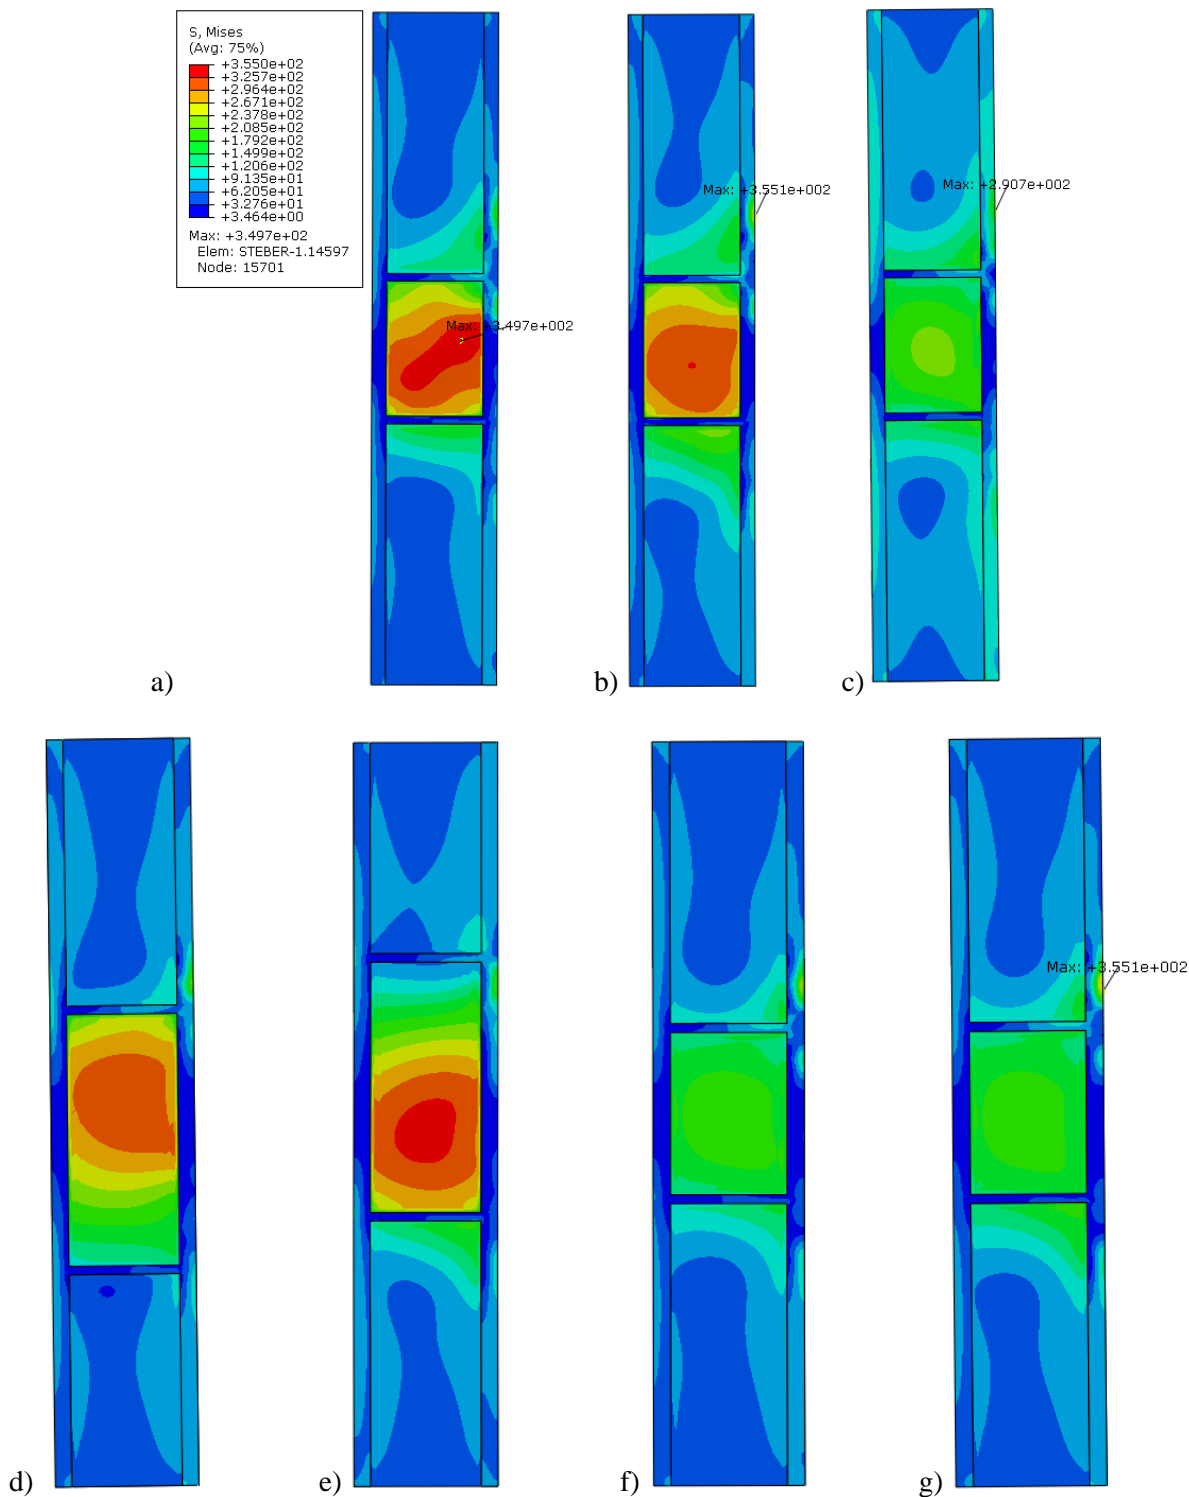 S, Mises
(Avg: 75%)
+3.550e+02
+3.257e+02
+2.964e+02
+2.671e+02
+2.378e+02
+2.085e+02
+1.792e+02
+1.499e+02
+1.206e+02
+9.135e+01
+6.205e+01
+3.276e+01
+3.464e+00
Max: +3.497e+02
Elem: STEBER-1.14597
Node: 15701
Max: +3.497e+002
Max: +3.551e+002
Max: +2.907e+002
a)
b)
c)
Max: +3.551e+002
d)
e)
f)
g)